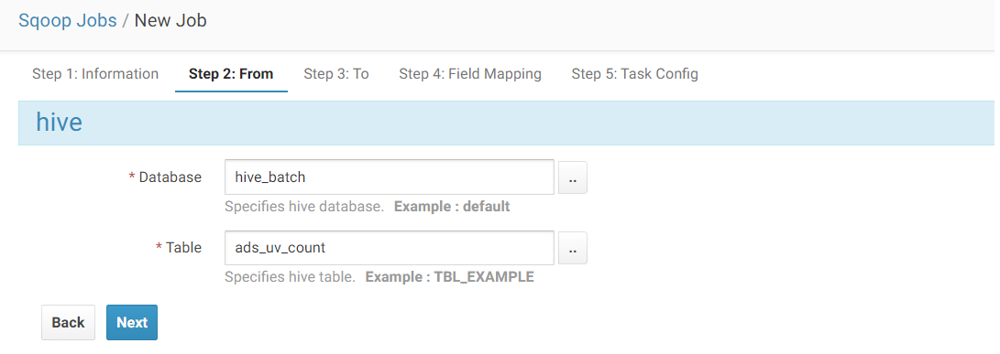 Sqoop Jobs / New Job
Step 1: Information Step 2: From Step 3: To Step 4: Field Mapping Step 5: Task Config
hive
* Database hive_batch ..
Specifies hive database. Example : default
* Table ads_uv_count ..
Specifies hive table. Example : TBL_EXAMPLE
Back Next